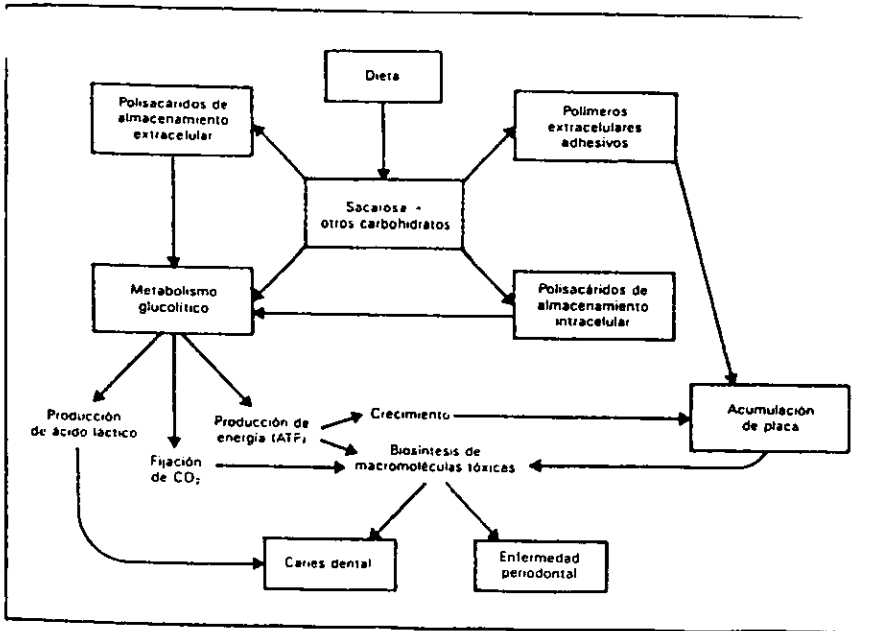 Dieta
Polisacáridos de
almacenamiento
extracelular
Polímeros
extracelulares
adhesivos
Sacarosa +
otros carbohidratos
Metabolismo
glucolítico
Polisacáridos de
almacenamiento
intracelular
Producción
de ácido láctico
Fijación
de CO₂
Producción de
energía (ATP)
Crecimiento
Biosíntesis de
macromoléculas tóxicas
Acumulación
de placa
Caries dental
Enfermedad
periodontal